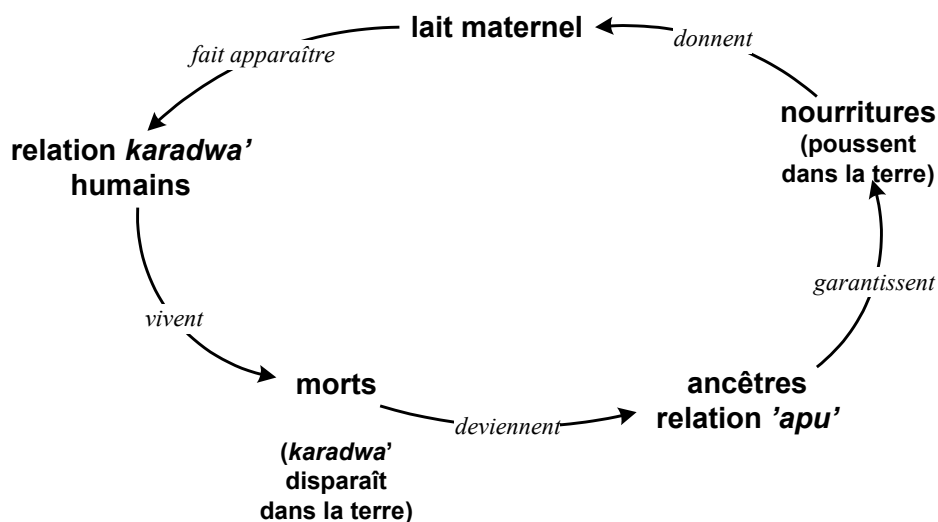 lait maternel
donnent
fait apparaître
nourritures
(poussent
dans la terre)
relation karadwa’
humains
garantissent
vivent
morts
ancêtres
relation ’apu’
deviennent
(karadwa’
disparaît
dans la terre)